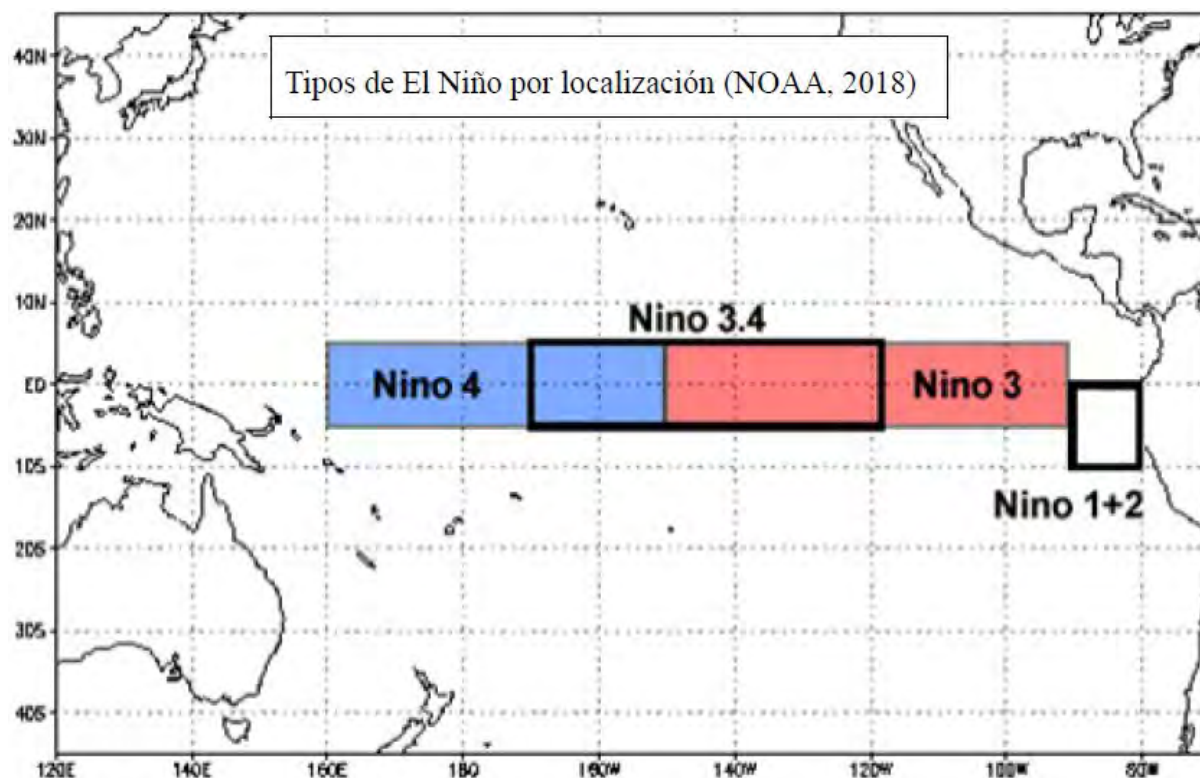 Tipos de El Niño por localización (NOAA, 2018)
40N
30N
20N
10N
EQ
10S
20S
30S
40S
Nino 3.4
Nino 4
Nino 3
Nino 1+2
120E
140E
160E
180
160W
140W
120W
100W
80W